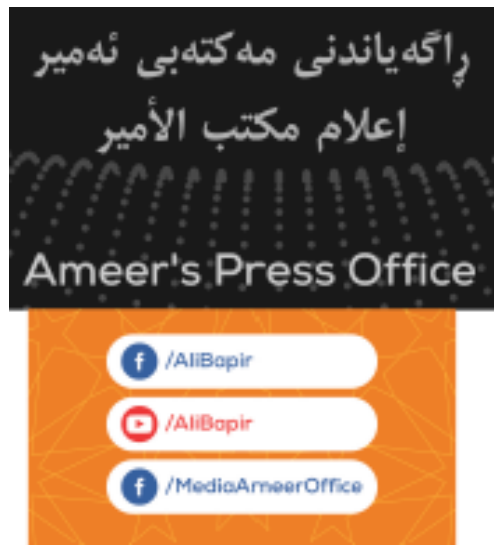 ڕاگەیاندنی مەکتەبی ئەمیر
إعلام مكتب الأمير
Ameer's Press Office
/AliBapir
/AliBapir
/MediaAmeerOffice